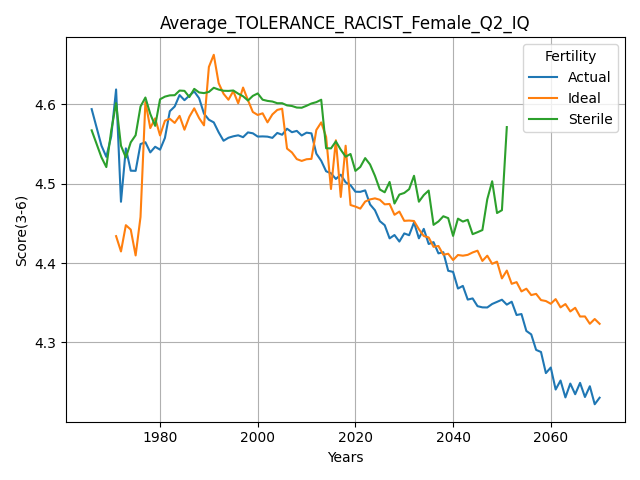 Average_TOLERANCE_RACIST_Female_Q2_IQ
Fertility
Actual
Ideal
Sterile
Score(3-6)
4.6
4.5
4.4
4.3
1980 2000 2020 2040 2060
Years